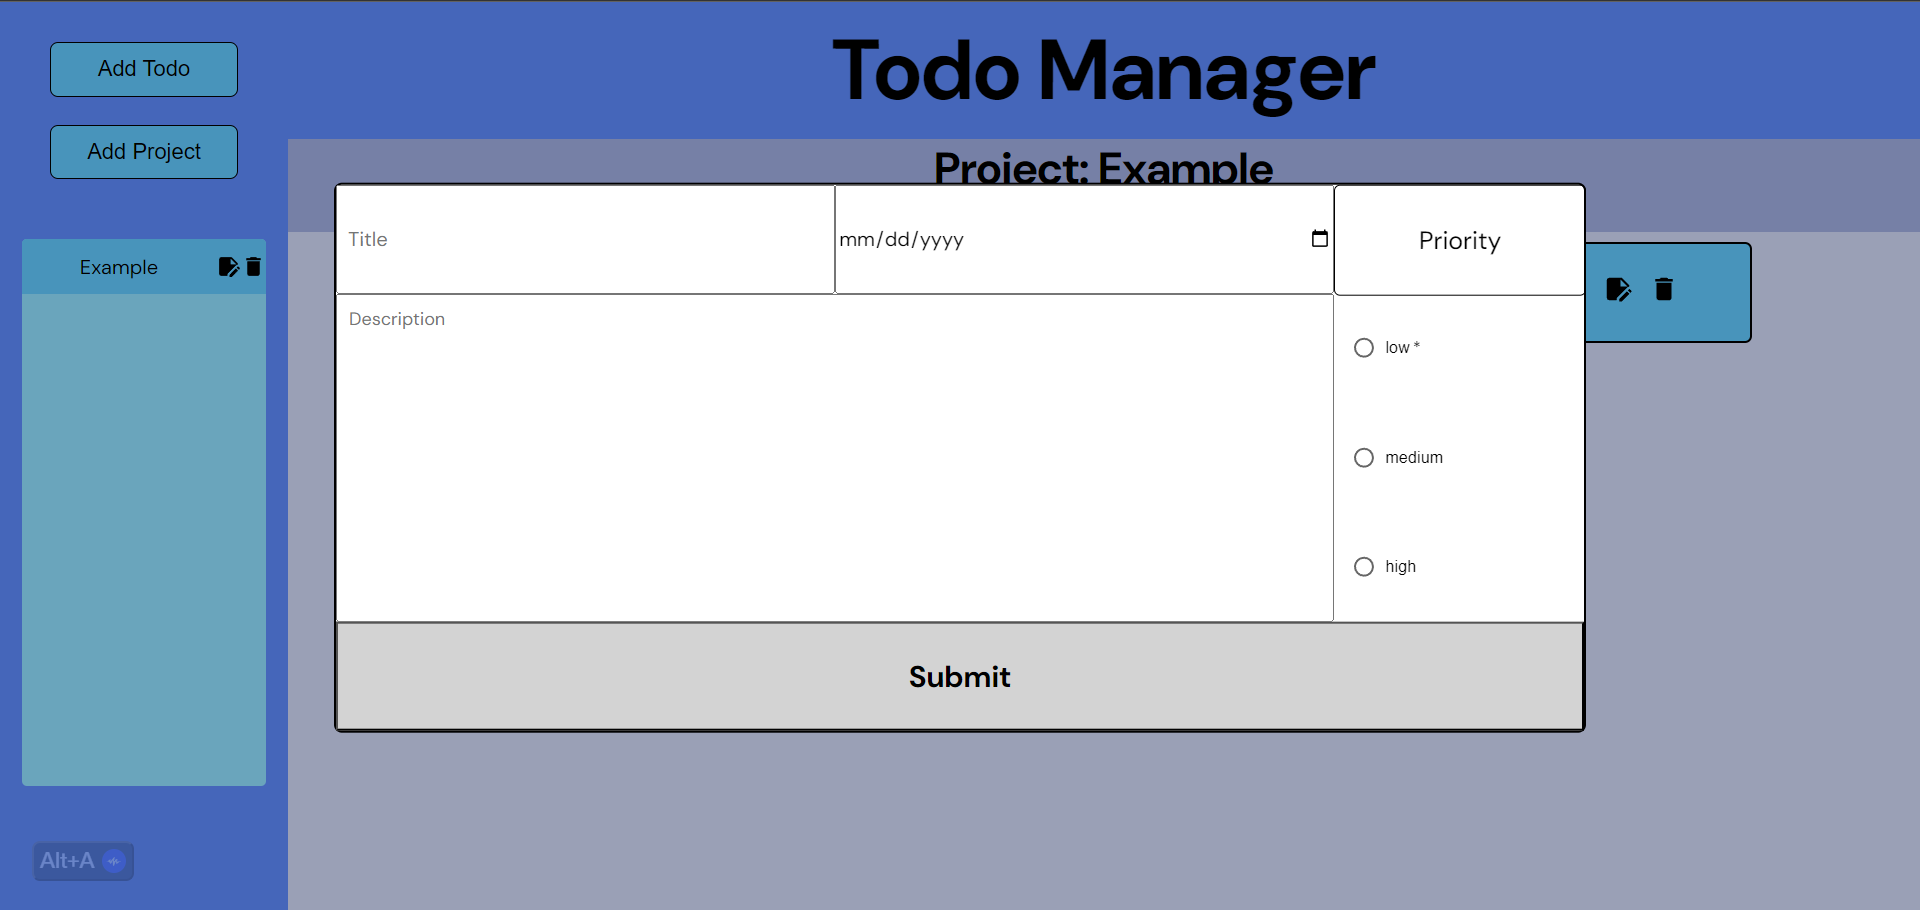 Add Todo
Add Project
Example
Alt+A
Todo Manager
Project: Example
Title
mm/dd/yyyy
Priority
Description
low *
medium
high
Submit